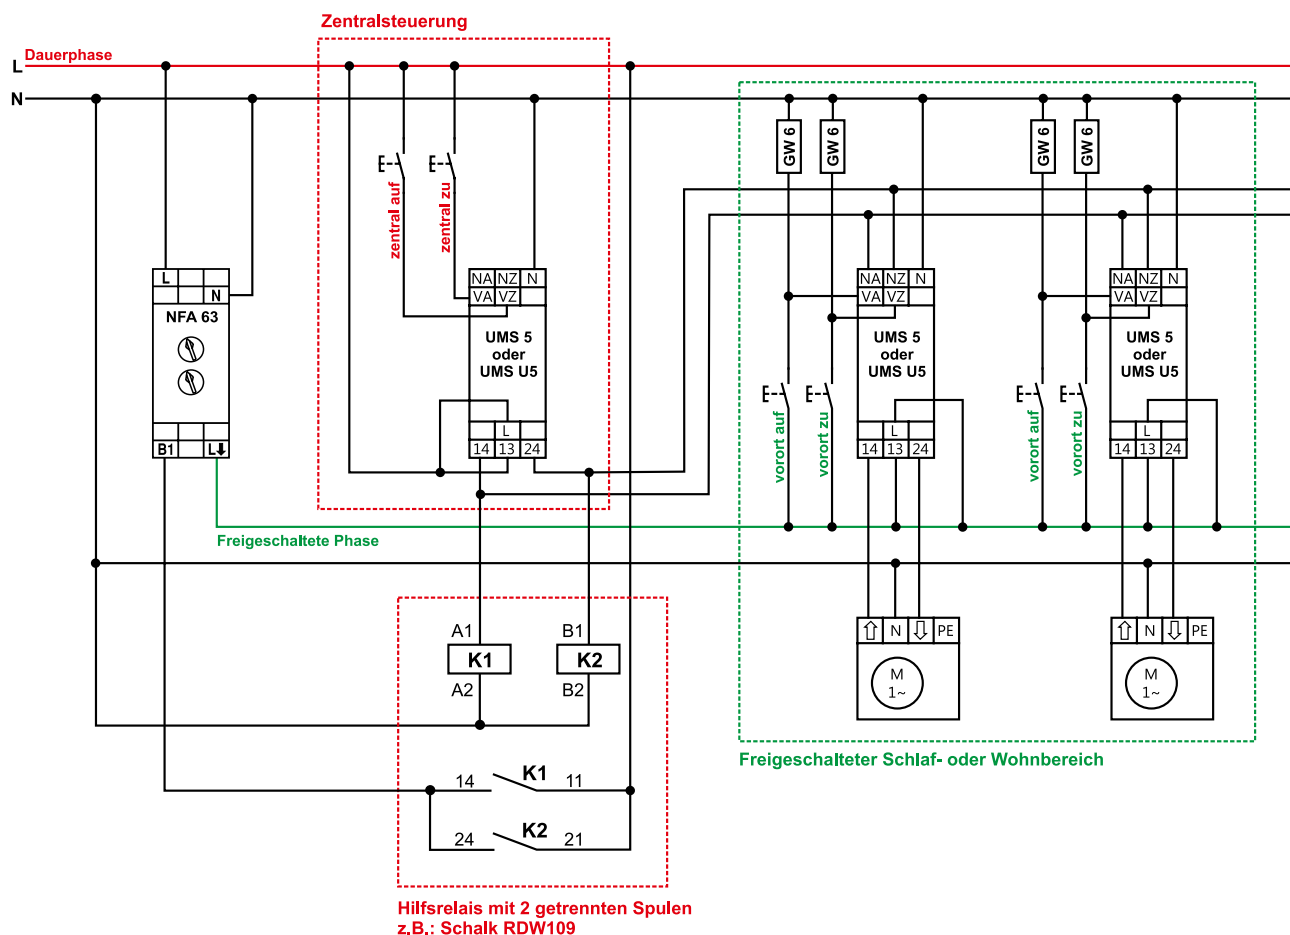 Zentralsteuerung
L Dauerphase
N
GW 6 GW 6 GW 6 GW 6
zentral auf zentral zu
L
N
NFA 63
B1 L⬇
NA NZ N
VA VZ
UMS 5
oder
UMS U5
L
14 13 24
NA NZ N
VA VZ
UMS 5
oder
UMS U5
L
14 13 24
vorort auf vorort zu
NA NZ N
VA VZ
UMS 5
oder
UMS U5
L
14 13 24
vorort auf vorort zu
Freigeschaltete Phase
A1 B1
K1 K2
A2 B2
14 K1 11
24 K2 21
⇧ N ⇩ PE
M
1~
⇧ N ⇩ PE
M
1~
Freigeschalteter Schlaf- oder Wohnbereich
Hilfsrelais mit 2 getrennten Spulen
z.B.: Schalk RDW109